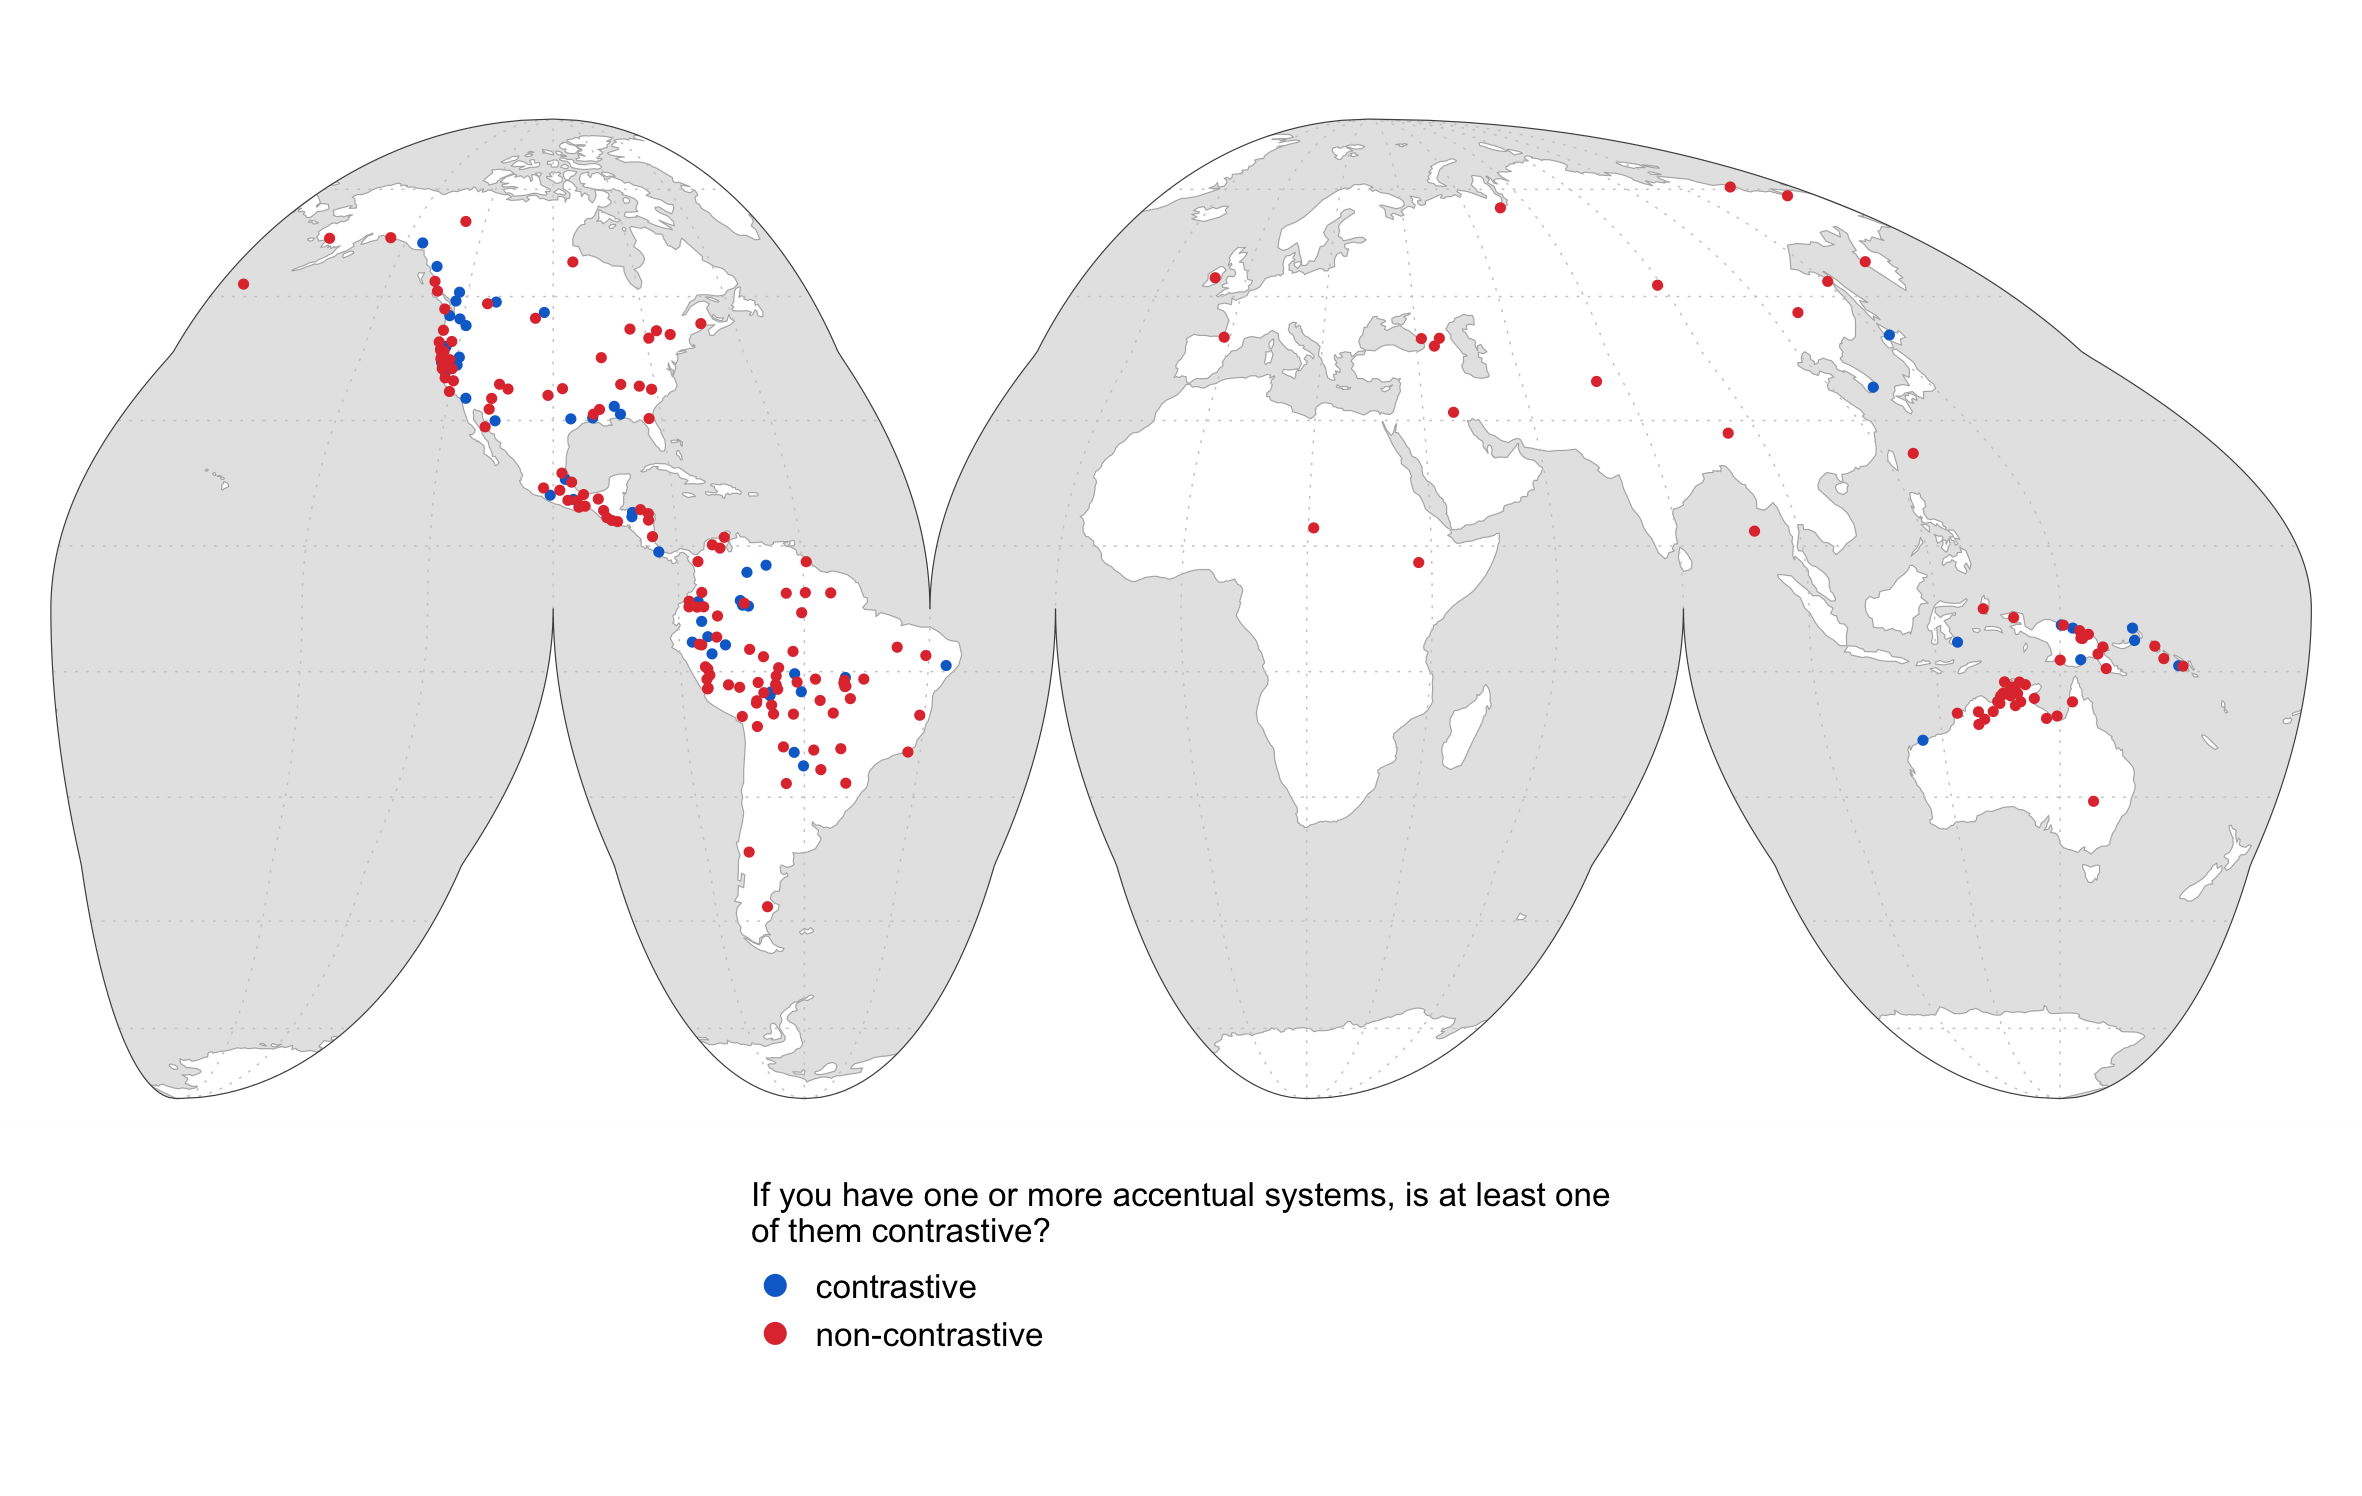 If you have one or more accentual systems, is at least one
of them contrastive?
contrastive
non-contrastive